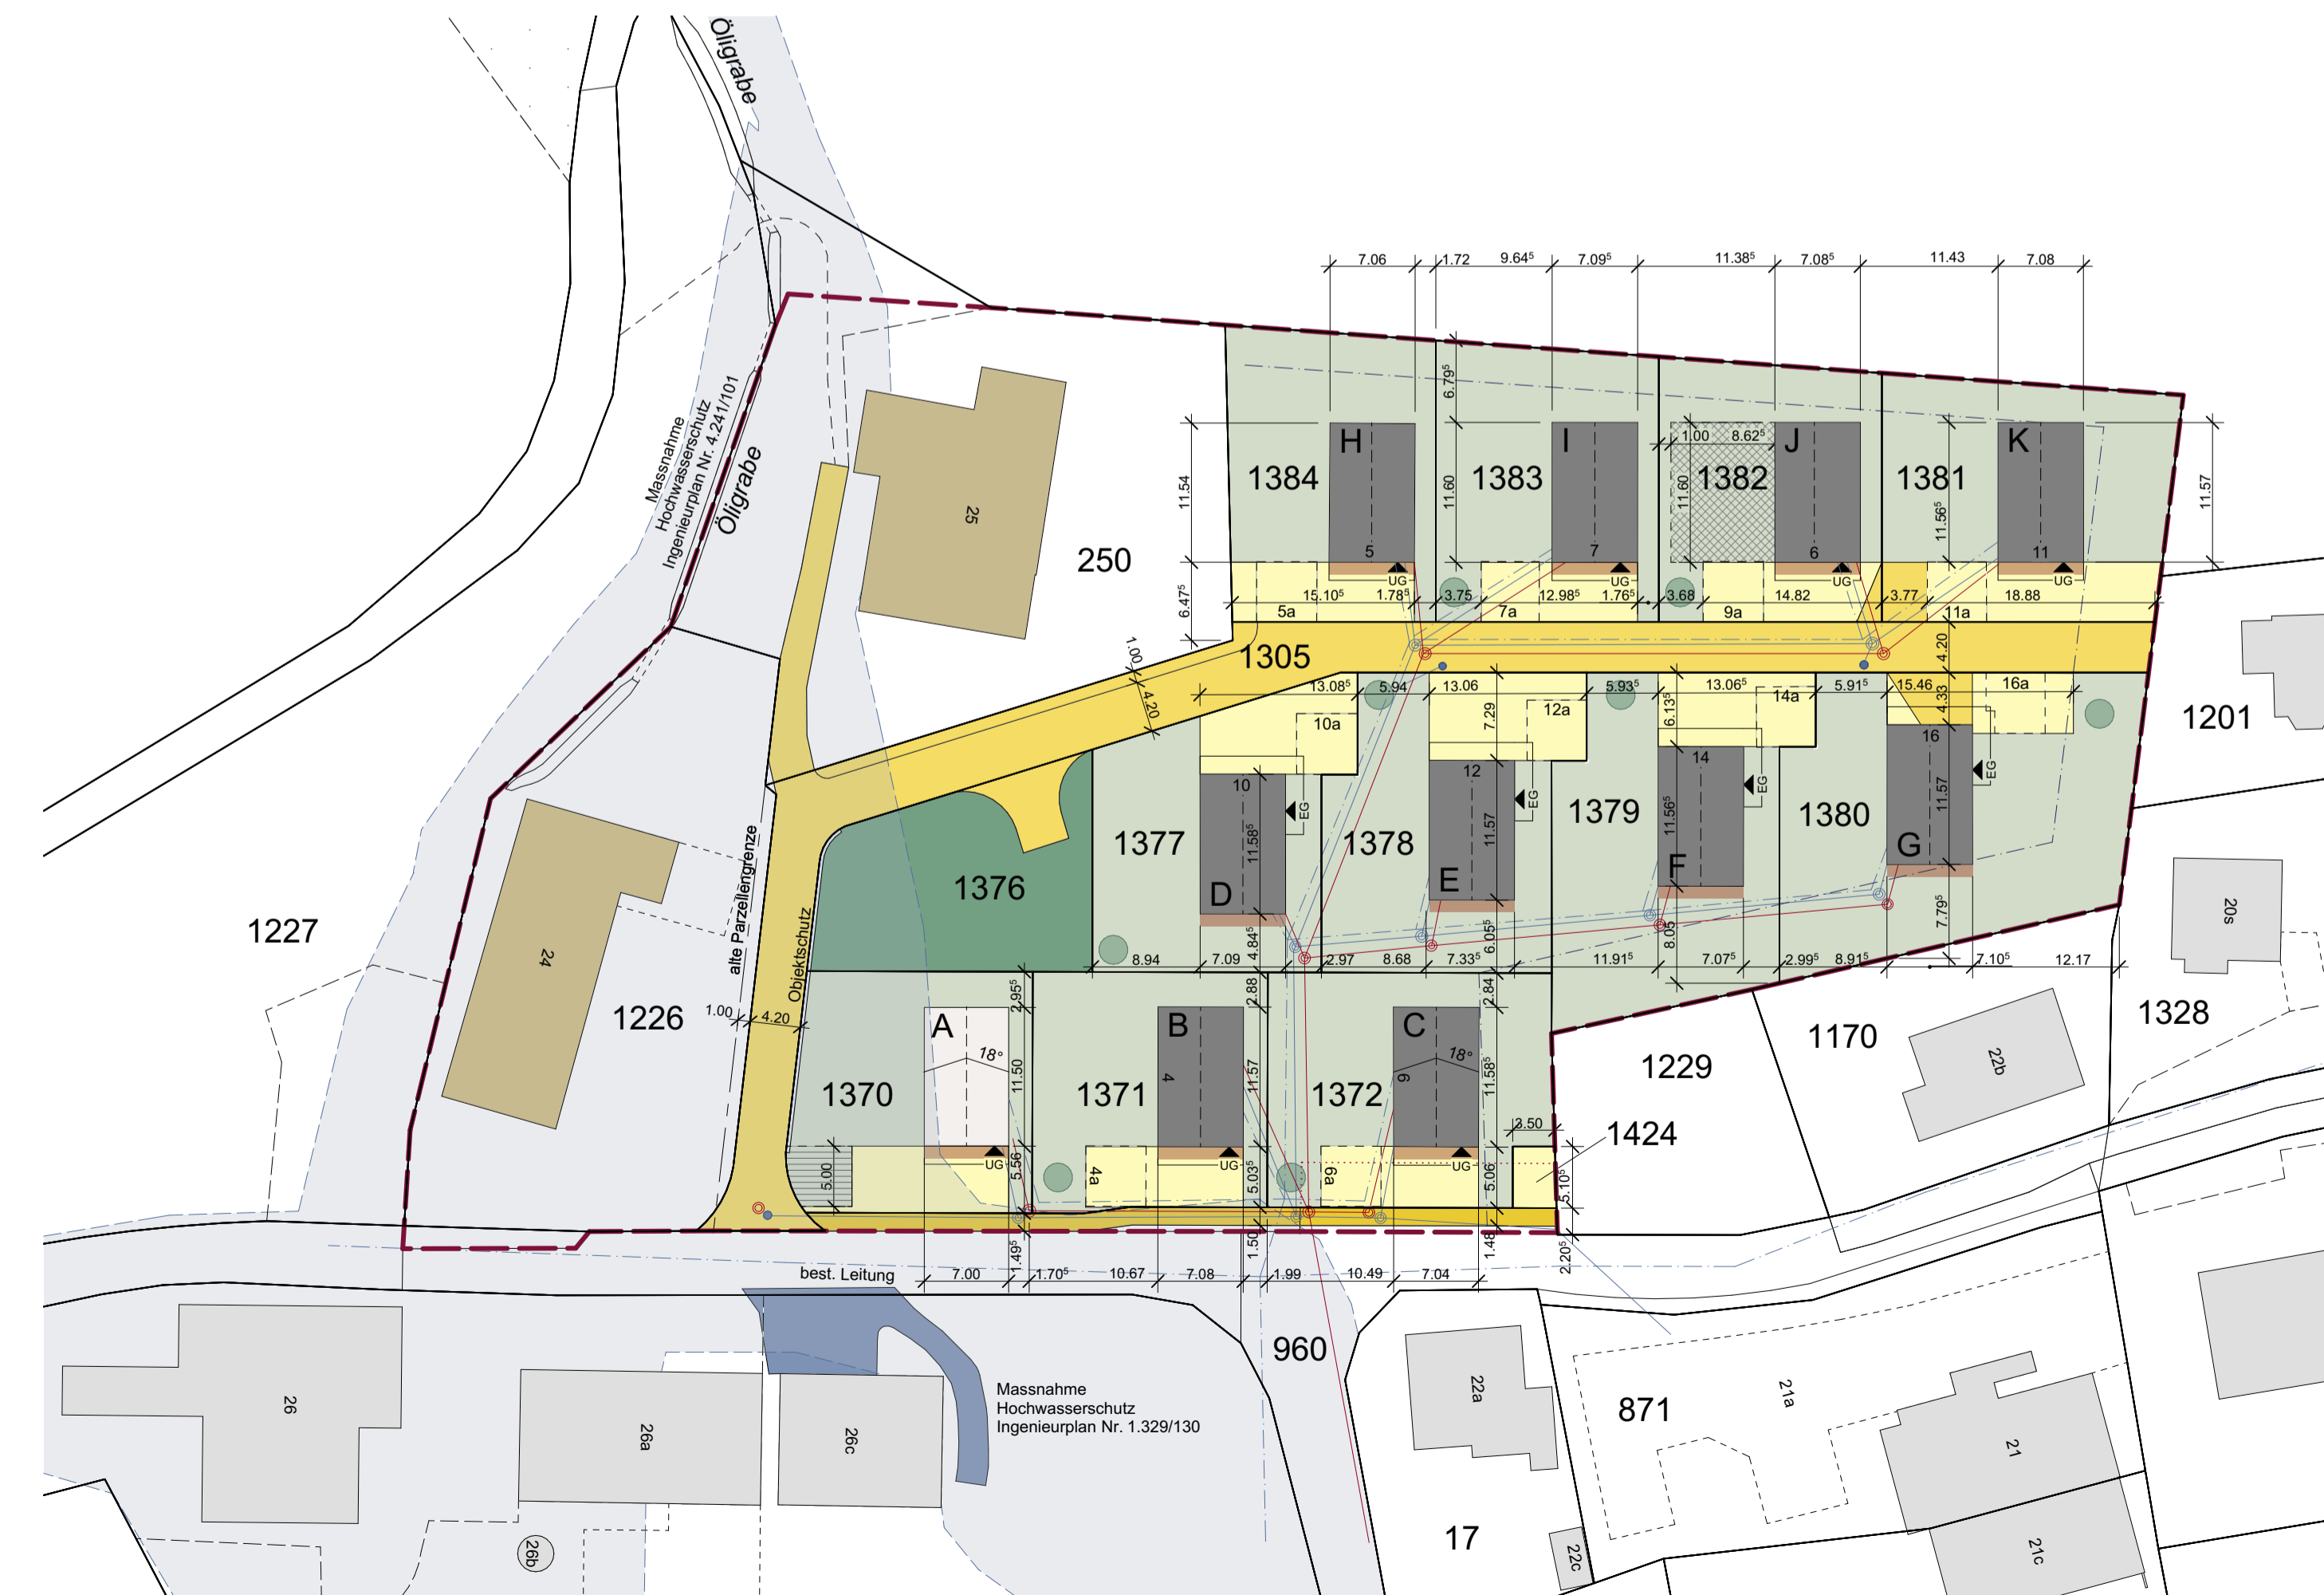 Öligrabe
7.06
1.72
9.64⁵
7.09⁵
11.38⁵
7.08⁵
11.43
7.08
Massnahme
Hochwasserschutz
Ingenieurplan Nr. 4.241/101
Öligrabe
25
250
6.79⁵
H
I
J
K
1.00
8.62⁵
1384
1383
1382
1381
11.54
11.60
11.60
11.56⁵
11.57
5
7
6
11
UG
UG
UG
UG
6.47⁵
15.10⁵
1.78⁵
3.75
12.98⁵
1.76⁵
3.68
14.82
3.77
18.88
5a
7a
9a
11a
1305
1.00
4.20
4.20
13.08⁵
5.94
13.06
5.93⁵
13.06⁵
5.91⁵
15.46
16a
10a
12a
14a
7.29
6.13⁵
4.33
1201
10
12
14
16
EG
EG
EG
EG
11.58⁵
11.57
11.56⁵
11.57
1377
1378
1379
1380
D
E
F
G
1376
alte Parzellengrenze
Objektschutz
24
1227
1226
20s
4.84⁵
6.05⁵
8.05
7.79⁵
8.94
7.09
2.97
8.68
7.33⁵
11.91⁵
7.07⁵
2.99⁵
8.91⁵
7.10⁵
12.17
1.00
4.20
2.95⁵
2.88
2.84
A
B
C
18°
18°
1370
1371
1372
4
6
11.50
11.57
11.58⁵
1229
1170
1328
22b
1424
3.50
5.00
5.56
5.03⁵
5.06
5.10⁵
UG
UG
UG
4a
6a
1.49⁵
1.50
1.48
2.20⁵
best. Leitung
7.00
1.70⁵
10.67
7.08
1.99
10.49
7.04
960
26
26a
26c
26b
Massnahme
Hochwasserschutz
Ingenieurplan Nr. 1.329/130
22a
871
21a
21
21c
17
22c